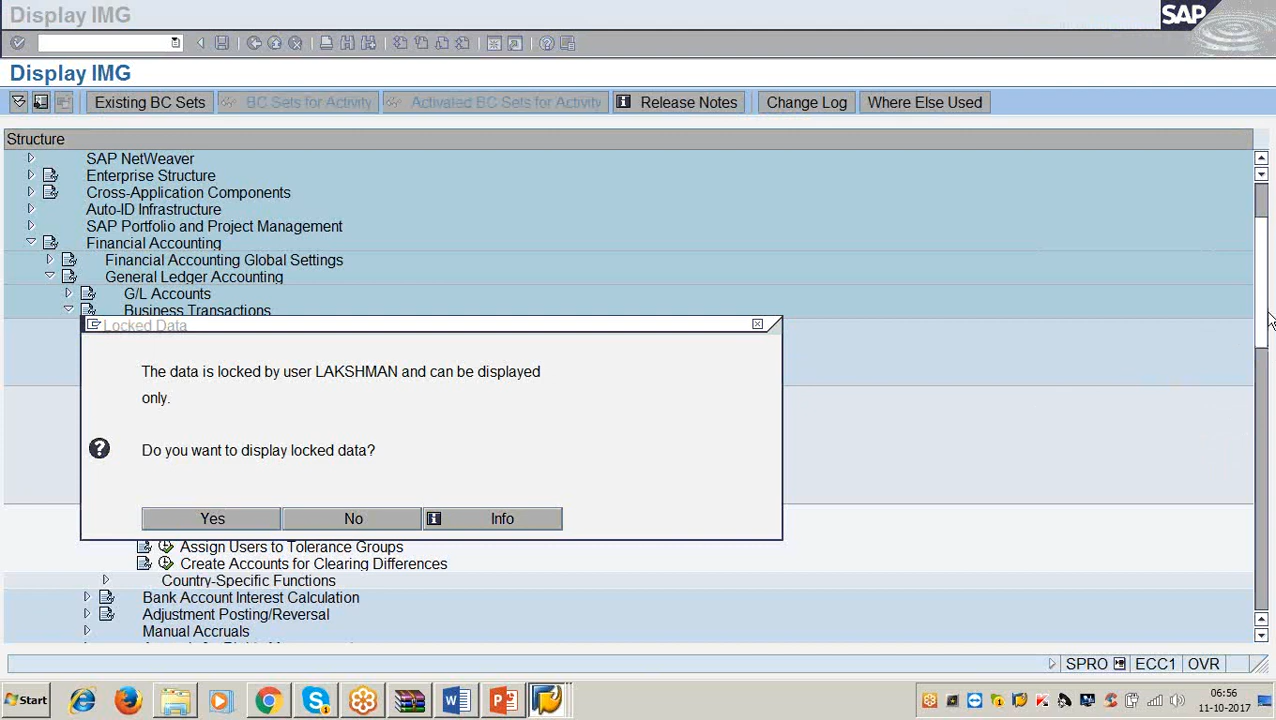 Display IMG
SAP
Display IMG
Existing BC Sets BC Sets for Activity Activated BC Sets for Activity Release Notes Change Log Where Else Used
Structure
SAP NetWeaver
Enterprise Structure
Cross-Application Components
Auto-ID Infrastructure
SAP Portfolio and Project Management
Financial Accounting
Financial Accounting Global Settings
General Ledger Accounting
G/L Accounts
Business Transactions
Locked Data
The data is locked by user LAKSHMAN and can be displayed
only.
Do you want to display locked data?
Yes No Info
Assign Users to Tolerance Groups
Create Accounts for Clearing Differences
Country-Specific Functions
Bank Account Interest Calculation
Adjustment Posting/Reversal
Manual Accruals
SPRO ECC1 OVR
Start
06:56
11-10-2017